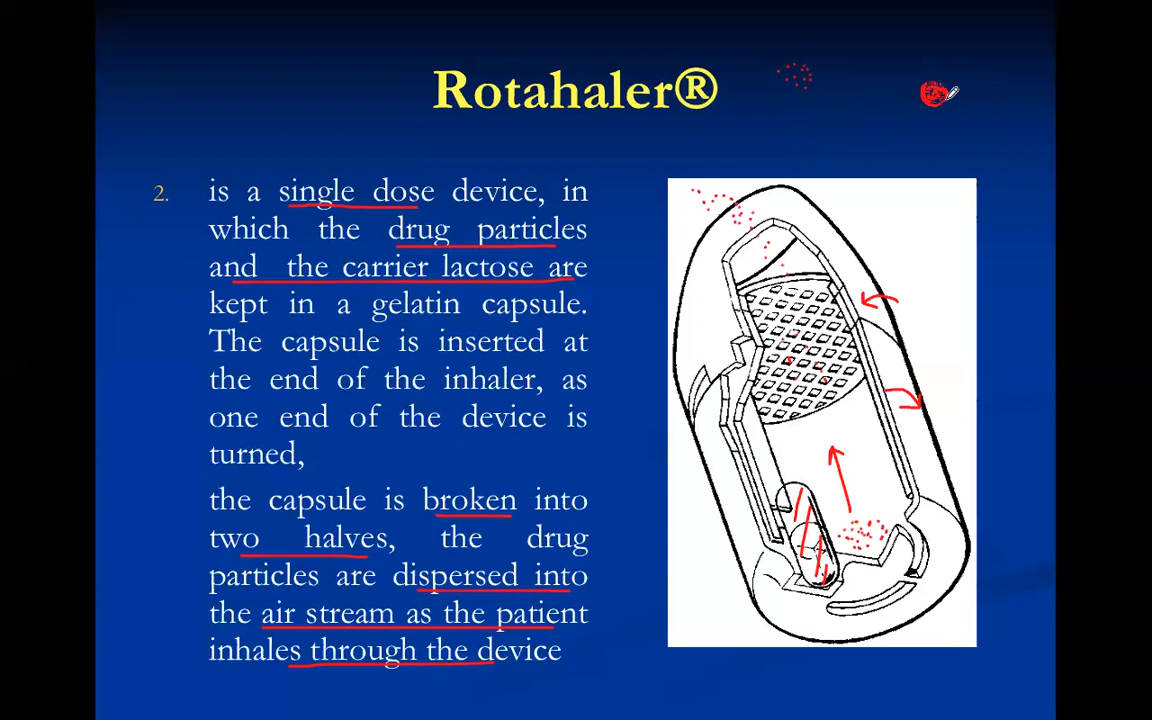 Rotahaler®
2. is a single dose device, in
which the drug particles
and the carrier lactose are
kept in a gelatin capsule.
The capsule is inserted at
the end of the inhaler, as
one end of the device is
turned,
the capsule is broken into
two halves, the drug
particles are dispersed into
the air stream as the patient
inhales through the device